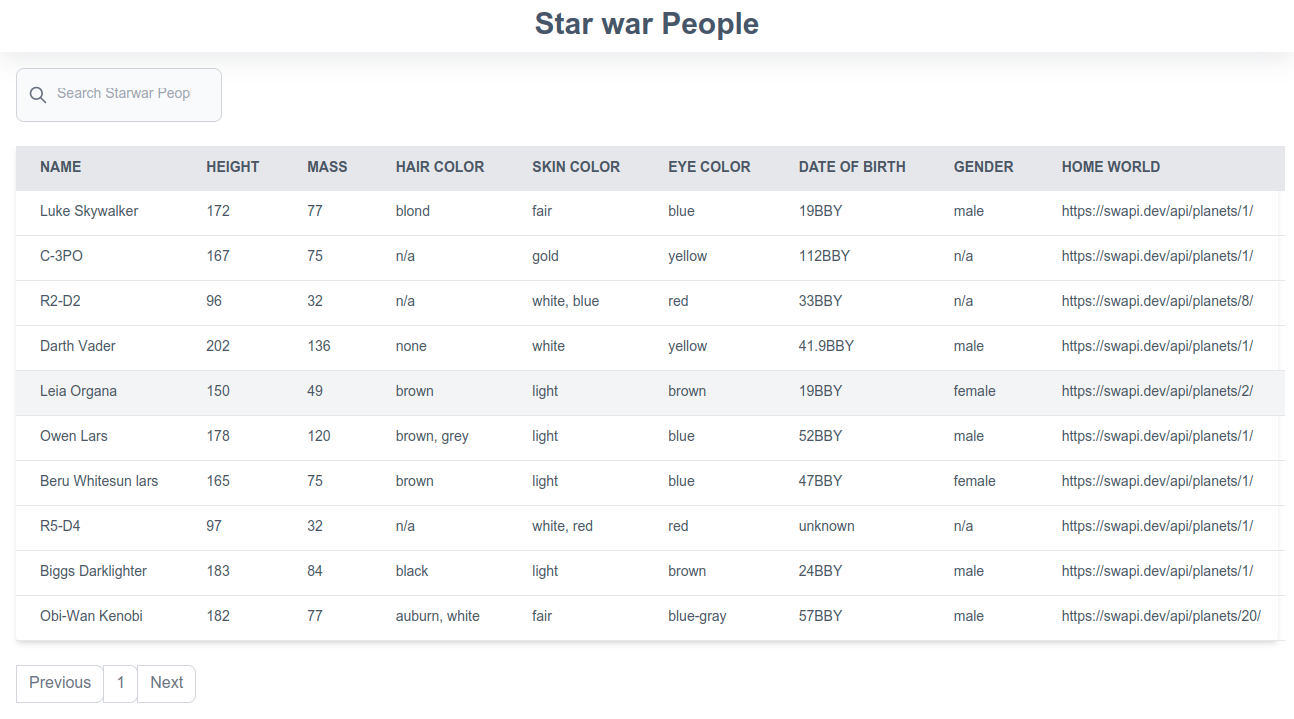 Star war People
Search Starwar Peop
NAME HEIGHT MASS HAIR COLOR SKIN COLOR EYE COLOR DATE OF BIRTH GENDER HOME WORLD
Luke Skywalker 172 77 blond fair blue 19BBY male https://swapi.dev/api/planets/1/
C-3PO 167 75 n/a gold yellow 112BBY n/a https://swapi.dev/api/planets/1/
R2-D2 96 32 n/a white, blue red 33BBY n/a https://swapi.dev/api/planets/8/
Darth Vader 202 136 none white yellow 41.9BBY male https://swapi.dev/api/planets/1/
Leia Organa 150 49 brown light brown 19BBY female https://swapi.dev/api/planets/2/
Owen Lars 178 120 brown, grey light blue 52BBY male https://swapi.dev/api/planets/1/
Beru Whitesun lars 165 75 brown light blue 47BBY female https://swapi.dev/api/planets/1/
R5-D4 97 32 n/a white, red red unknown n/a https://swapi.dev/api/planets/1/
Biggs Darklighter 183 84 black light brown 24BBY male https://swapi.dev/api/planets/1/
Obi-Wan Kenobi 182 77 auburn, white fair blue-gray 57BBY male https://swapi.dev/api/planets/20/
Previous 1 Next